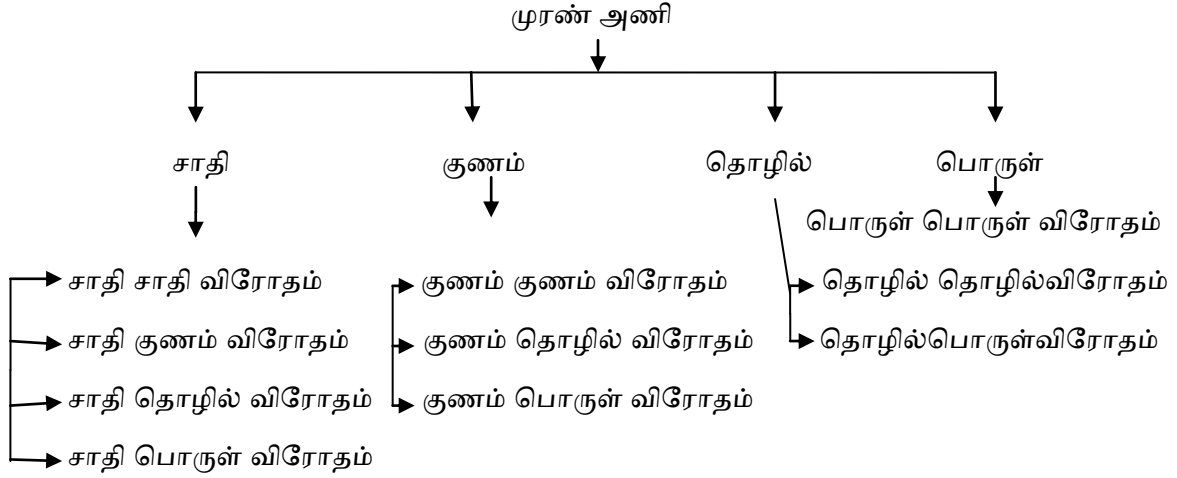 முரண் அணி
சாதி குணம் தொழில் பொருள்
பொருள் பொருள் விரோதம்
சாதி சாதி விரோதம் குணம் குணம் விரோதம் தொழில் தொழில்விரோதம்
சாதி குணம் விரோதம் குணம் தொழில் விரோதம் தொழில்பொருள்விரோதம்
சாதி தொழில் விரோதம் குணம் பொருள் விரோதம்
சாதி பொருள் விரோதம்